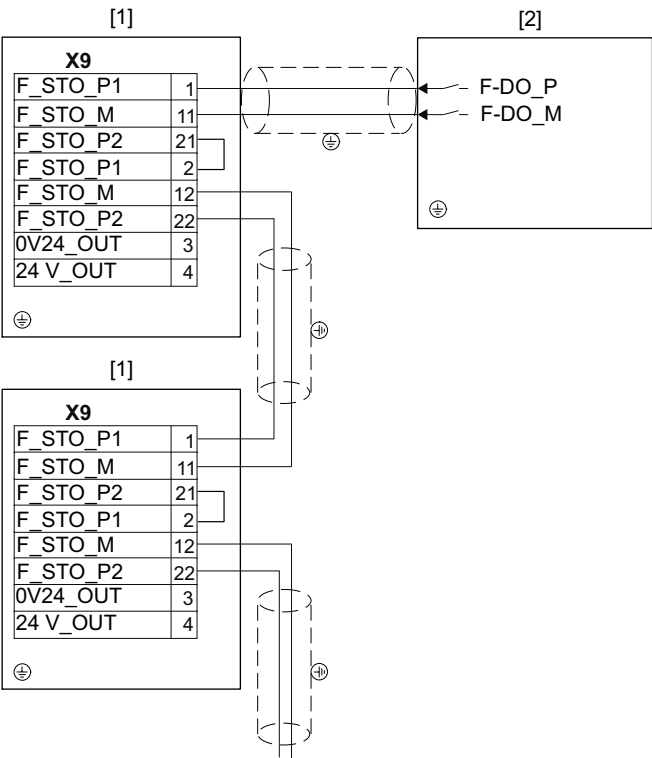 [1]
[2]
X9
F_STO_P1 1
F_STO_M 11
F_STO_P2 21
F_STO_P1 2
F_STO_M 12
F_STO_P2 22
0V24_OUT 3
24 V_OUT 4
F-DO_P
F-DO_M
[1]
X9
F_STO_P1 1
F_STO_M 11
F_STO_P2 21
F_STO_P1 2
F_STO_M 12
F_STO_P2 22
0V24_OUT 3
24 V_OUT 4